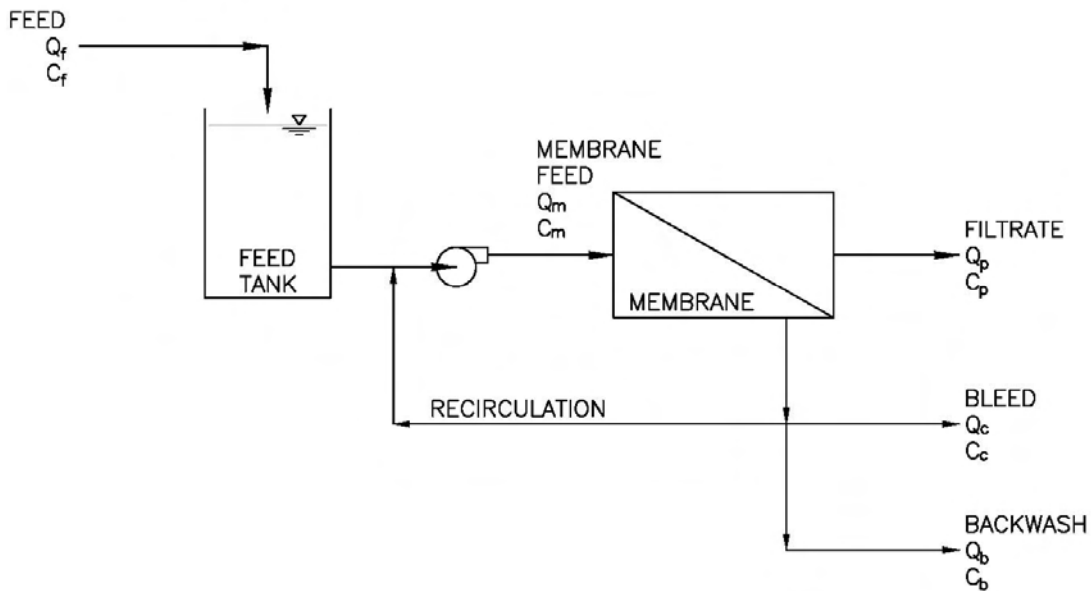 FEED
Qf
Cf
FEED
TANK
MEMBRANE
FEED
Qm
Cm
MEMBRANE
FILTRATE
Qp
Cp
RECIRCULATION
BLEED
Qc
Cc
BACKWASH
Qb
Cb